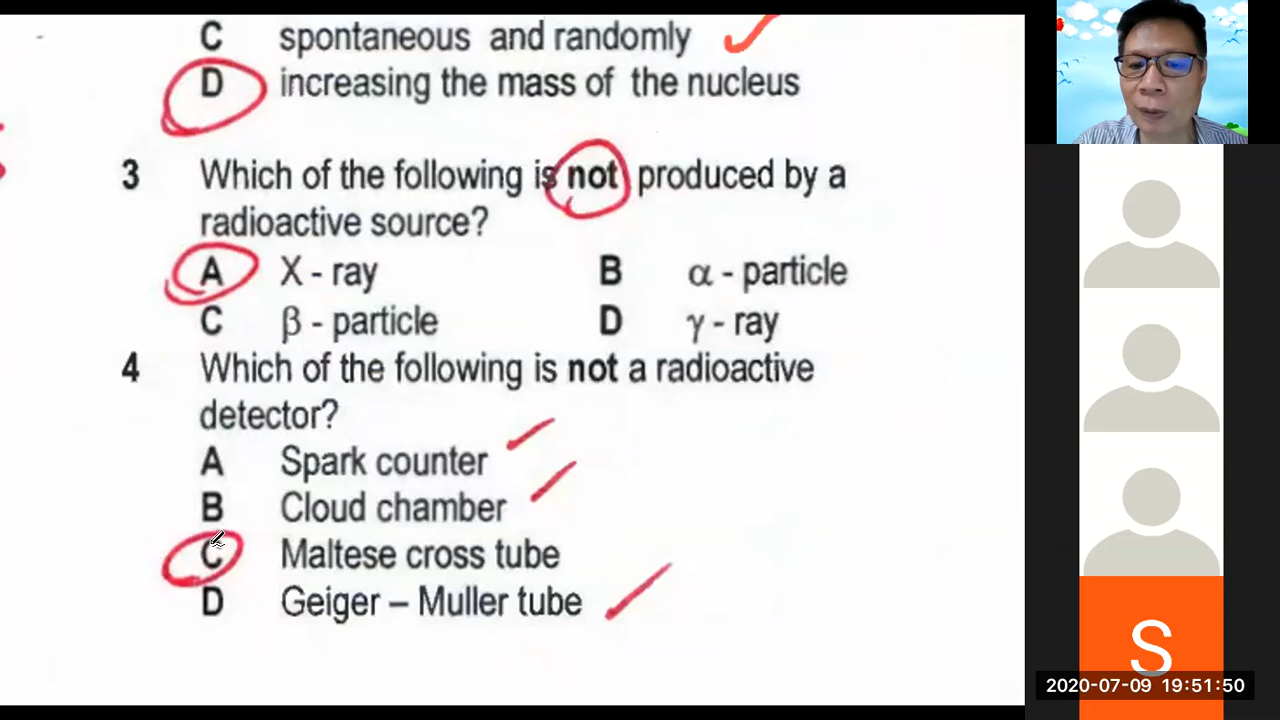 C spontaneous and randomly
D increasing the mass of the nucleus
3 Which of the following is not produced by a
radioactive source?
A X - ray B α - particle
C β - particle D γ - ray
4 Which of the following is not a radioactive
detector?
A Spark counter
B Cloud chamber
C Maltese cross tube
D Geiger – Muller tube
S
2020-07-09 19:51:50